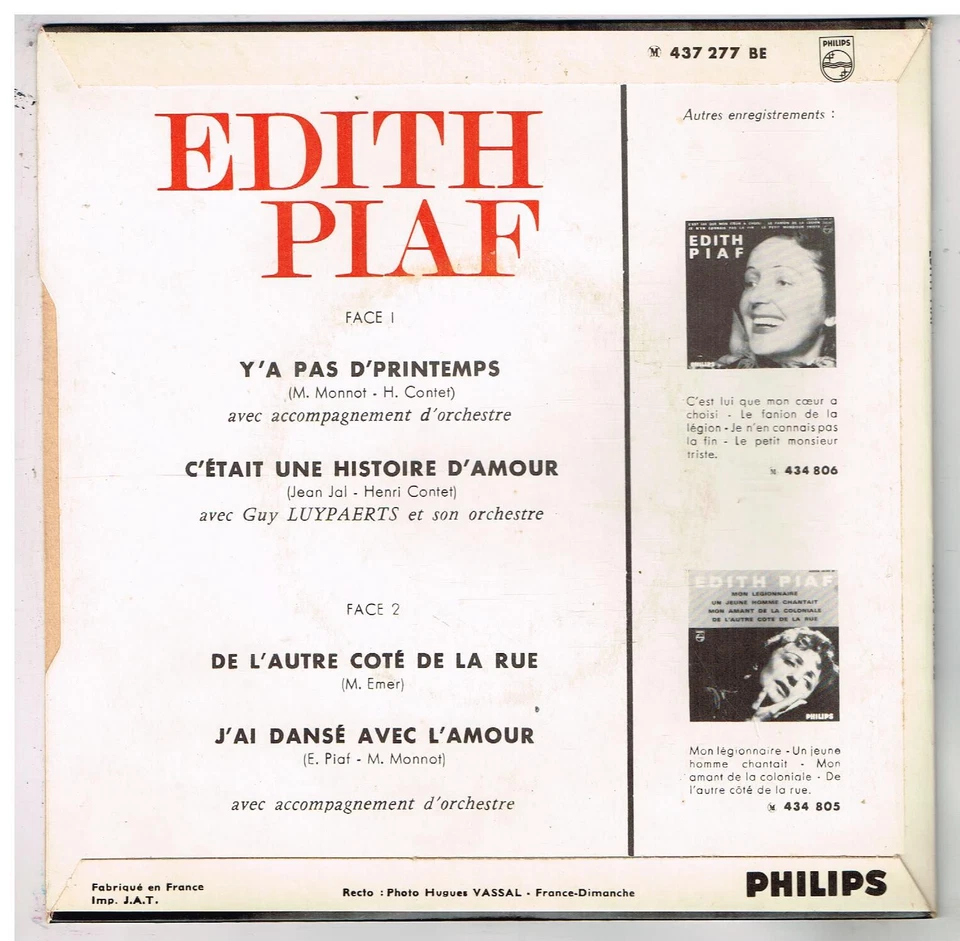 M 437 277 BE
PHILIPS
EDITH
PIAF
FACE 1
Y'A PAS D'PRINTEMPS
(M. Monnot - H. Contet)
avec accompagnement d'orchestre
C'ÉTAIT UNE HISTOIRE D'AMOUR
(Jean Jal - Henri Contet)
avec Guy LUYPAERTS et son orchestre
FACE 2
DE L'AUTRE COTÉ DE LA RUE
(M. Emer)
J'AI DANSÉ AVEC L'AMOUR
(E. Piaf - M. Monnot)
avec accompagnement d'orchestre
Autres enregistrements :
EDITH
PIAF
PHILIPS
C'est lui que mon cœur a
choisi - Le fanion de la
légion - Je n'en connais pas
la fin - Le petit monsieur
triste.
M 434 806
EDITH PIAF
MON LEGIONNAIRE
UN JEUNE HOMME CHANTAIT
MON AMANT DE LA COLONIALE
DE L'AUTRE COTE DE LA RUE
PHILIPS
Mon légionnaire - Un jeune
homme chantait - Mon
amant de la coloniale - De
l'autre côté de la rue.
M 434 805
Fabriqué en France
Imp. J.A.T.
Recto : Photo Hugues VASSAL - France-Dimanche
PHILIPS